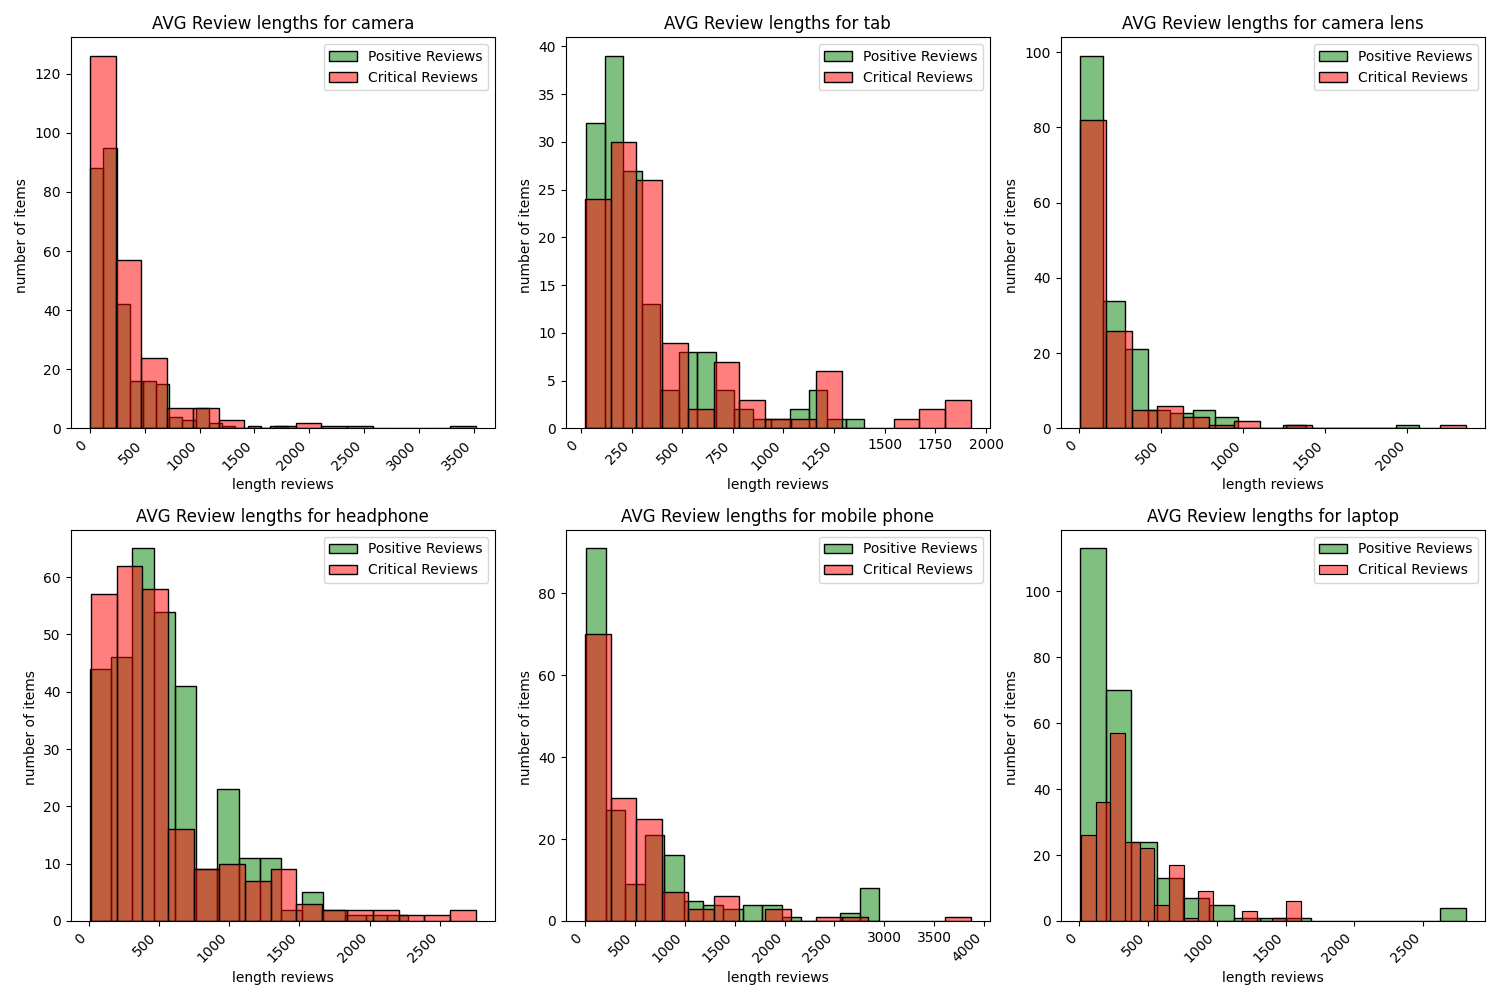 AVG Review lengths for camera
Positive Reviews
Critical Reviews
number of items
120
100
80
60
40
20
0
0 500 1000 1500 2000 2500 3000 3500
length reviews
AVG Review lengths for tab
Positive Reviews
Critical Reviews
number of items
40
35
30
25
20
15
10
5
0
0 250 500 750 1000 1250 1500 1750 2000
length reviews
AVG Review lengths for camera lens
Positive Reviews
Critical Reviews
number of items
100
80
60
40
20
0
0 500 1000 1500 2000
length reviews
AVG Review lengths for headphone
Positive Reviews
Critical Reviews
number of items
60
50
40
30
20
10
0
0 500 1000 1500 2000 2500
length reviews
AVG Review lengths for mobile phone
Positive Reviews
Critical Reviews
number of items
80
60
40
20
0
0 500 1000 1500 2000 2500 3000 3500 4000
length reviews
AVG Review lengths for laptop
Positive Reviews
Critical Reviews
number of items
100
80
60
40
20
0
0 500 1000 1500 2000 2500
length reviews